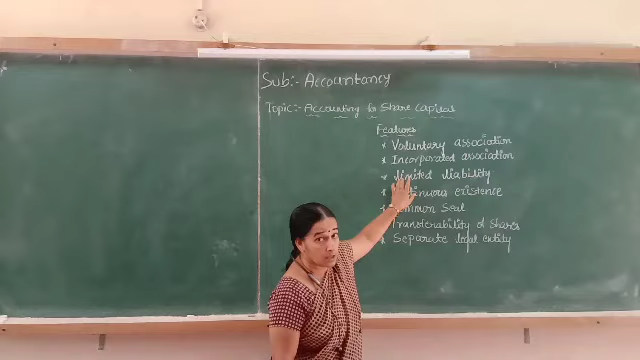 Sub:- Accountancy
Topic:- Accounting for Share Capital
Features
* Voluntary association
* Incorporated association
* limited liability
* existence
* Common Seal
Transferability of Shares
* Separate legal entity